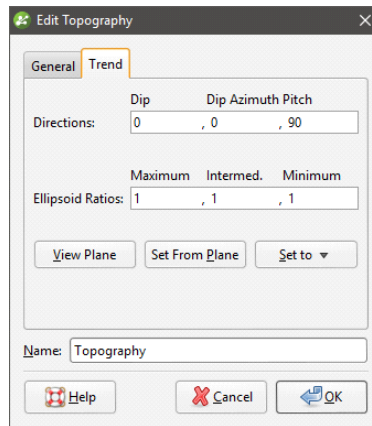 Edit Topography
General Trend
Dip Dip Azimuth Pitch
Directions: 0 , 0 , 90
Maximum Intermed. Minimum
Ellipsoid Ratios: 1 , 1 , 1
View Plane Set From Plane Set to
Name: Topography
Help Cancel OK